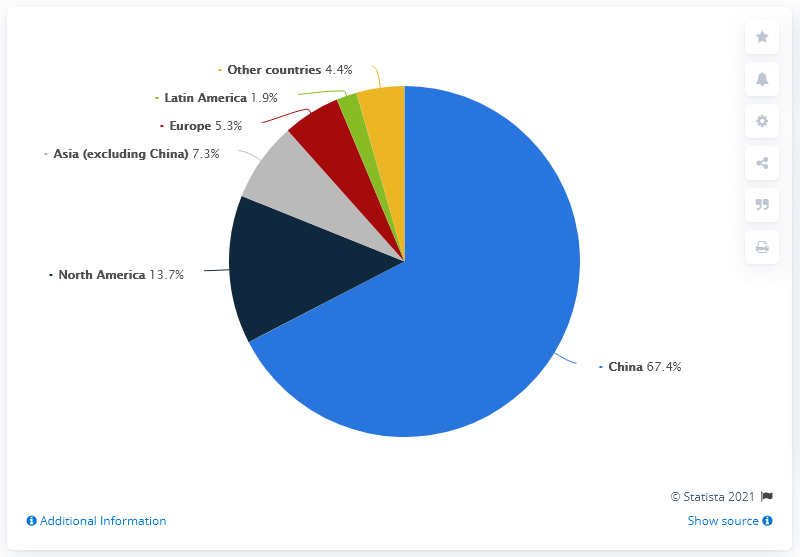 Other countries 4.4%
Latin America 1.9%
Europe 5.3%
Asia (excluding China) 7.3%
North America 13.7%
China 67.4%
© Statista 2021
Additional Information
Show source